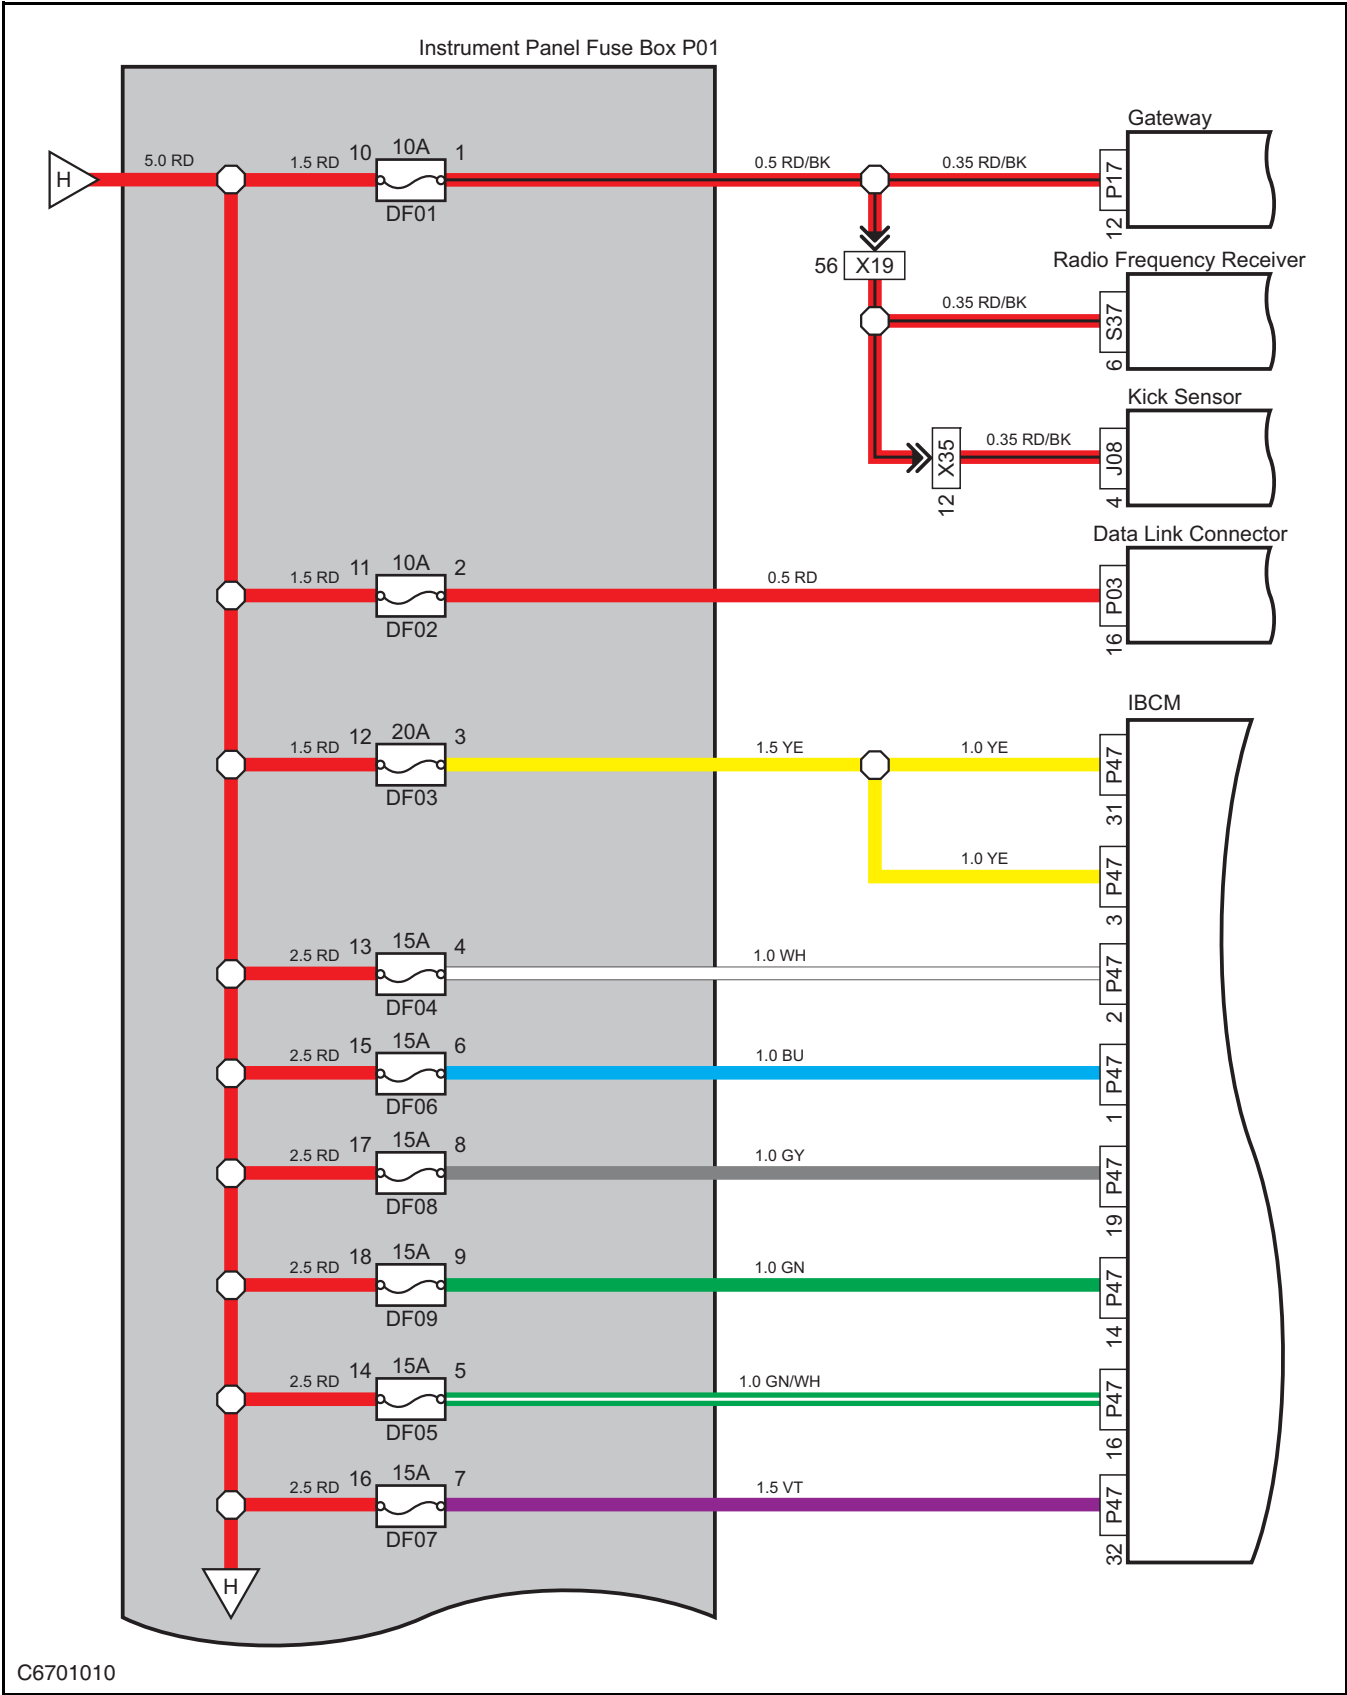 Instrument Panel Fuse Box P01
Gateway
H
5.0 RD
1.5 RD
10
10A
1
DF01
0.5 RD/BK
0.35 RD/BK
P17
12
56
X19
Radio Frequency Receiver
0.35 RD/BK
S37
6
Kick Sensor
X35
12
0.35 RD/BK
J08
4
Data Link Connector
1.5 RD
11
10A
2
DF02
0.5 RD
P03
16
IBCM
1.5 RD
12
20A
3
DF03
1.5 YE
1.0 YE
P47
31
1.0 YE
P47
3
2.5 RD
13
15A
4
DF04
1.0 WH
P47
2
2.5 RD
15
15A
6
DF06
1.0 BU
P47
1
2.5 RD
17
15A
8
DF08
1.0 GY
P47
19
2.5 RD
18
15A
9
DF09
1.0 GN
P47
14
2.5 RD
14
15A
5
DF05
1.0 GN/WH
P47
16
2.5 RD
16
15A
7
DF07
1.5 VT
P47
32
H
C6701010